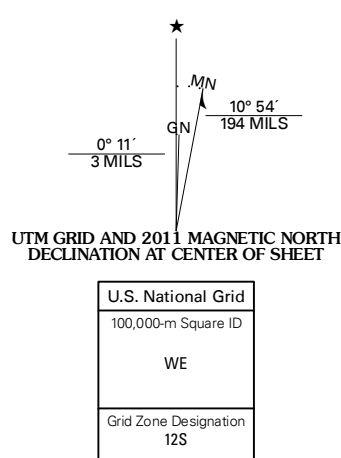 ★
MN
GN
10° 54´
194 MILS
0° 11´
3 MILS
UTM GRID AND 2011 MAGNETIC NORTH
DECLINATION AT CENTER OF SHEET
U.S. National Grid
100,000-m Square ID
WE
Grid Zone Designation
12S